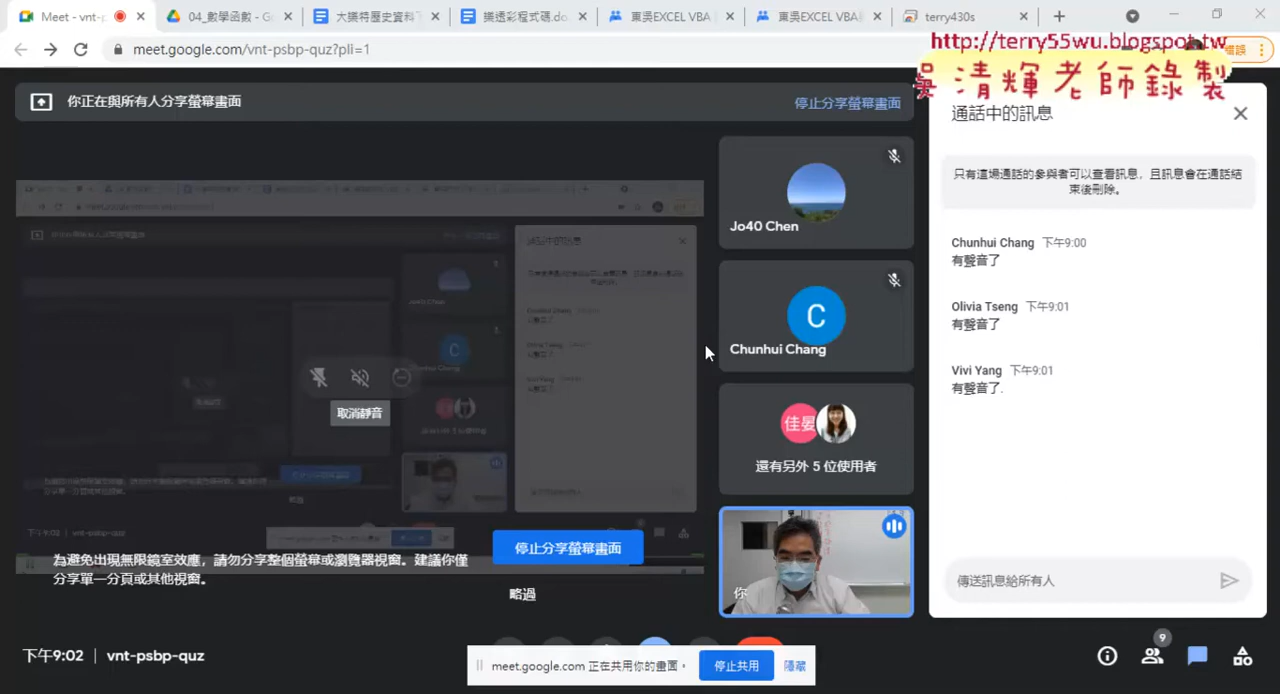 Meet - vnt-
04_數學函數 - G
大樂特歷史資料下
樂透彩程式碼.do
東吳EXCEL VBA
東吳EXCEL VBA
terry430s
meet.google.com/vnt-psbp-quz?pli=1
http://terry55wu.blogspot.tw
吳清輝老師錄製
你正在與所有人分享螢幕畫面
停止分享螢幕畫面
通話中的訊息
只有這場通話的參與者可以查看訊息，且訊息會在通話結
束後刪除。
Jo40 Chen
Chunhui Chang 下午9:00
有聲音了
Olivia Tseng 下午9:01
有聲音了
Chunhui Chang
Vivi Yang 下午9:01
有聲音了.
取消靜音
佳晏
還有另外 5 位使用者
停止分享螢幕畫面
為避免出現無限鏡室效應，請勿分享整個螢幕或瀏覽器視窗。建議你僅
分享單一分頁或其他視窗。
略過
你
傳送訊息給所有人
下午9:02 | vnt-psbp-quz
meet.google.com 正在共用你的畫面。
停止共用
隱藏
9